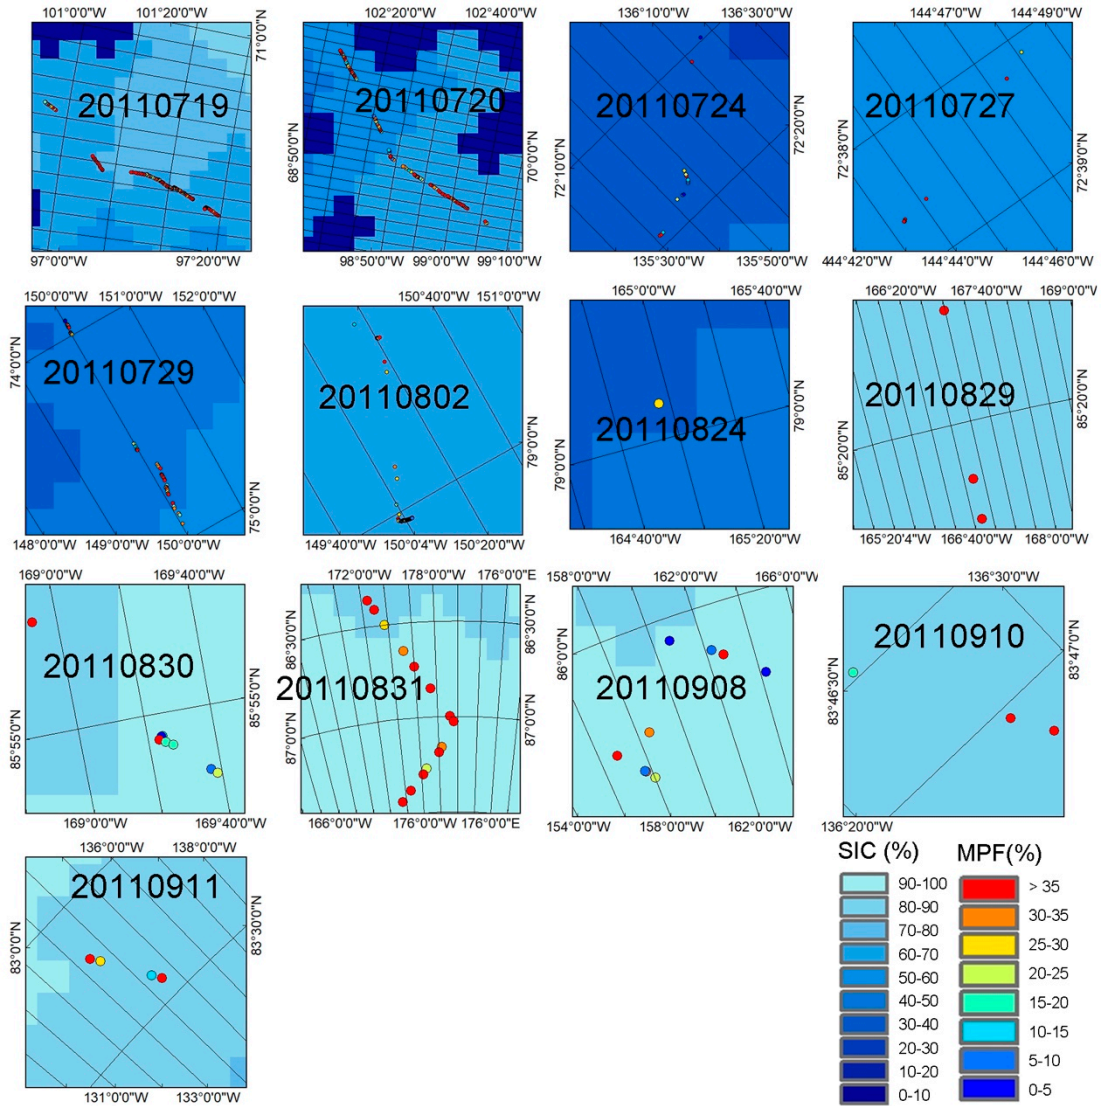 101°0'0"W 101°20'0"W
71°0'0"N
20110719
97°0'0"W 97°20'0"W
102°20'0"W 102°40'0"W
20110720
68°50'0"N
70°0'0"N
98°50'0"W 99°0'0"W 99°10'0"W
136°10'0"W 136°30'0"W
20110724
72°10'0"N
72°20'0"N
135°30'0"W 135°50'0"W
144°47'0"W 144°49'0"W
20110727
72°38'0"N
72°39'0"N
444°42'0"W 144°44'0"W 144°46'0"W
150°0'0"W 151°0'0"W 152°0'0"W
74°0'0"N
20110729
75°0'0"N
148°0'0"W 149°0'0"W 150°0'0"W
150°40'0"W 151°0'0"W
20110802
79°0'0"N
149°40'0"W 150°0'4"W 150°20'0"W
165°0'0"W 165°40'0"W
20110824
79°0'0"N
79°0'0"N
164°40'0"W 165°20'0"W
166°20'0"W 167°40'0"W 169°0'0"W
20110829
85°20'0"N
85°20'0"N
165°20'4"W 166°40'0"W 168°0'0"W
169°0'0"W 169°40'0"W
20110830
85°55'0"N
85°55'0"N
169°0'0"W 169°40'0"W
172°0'0"W 178°0'0"W 176°0'0"E
86°30'0"N
86°30'0"N
20110831
87°0'0"N
87°0'0"N
166°0'0"W 176°0'0"W 176°0'0"E
158°0'0"W 162°0'0"W 166°0'0"W
86°0'0"N
20110908
154°0'0"W 158°0'0"W 162°0'0"W
136°30'0"W
20110910
83°47'0"N
83°46'30"N
136°20'0"W
136°0'0"W 138°0'0"W
20110911
83°0'0"N
83°30'0"N
131°0'0"W 133°0'0"W
SIC (%) MPF(%)
90-100 > 35
80-90 30-35
70-80 25-30
60-70 20-25
50-60 15-20
40-50 10-15
30-40 5-10
20-30 0-5
10-20
0-10